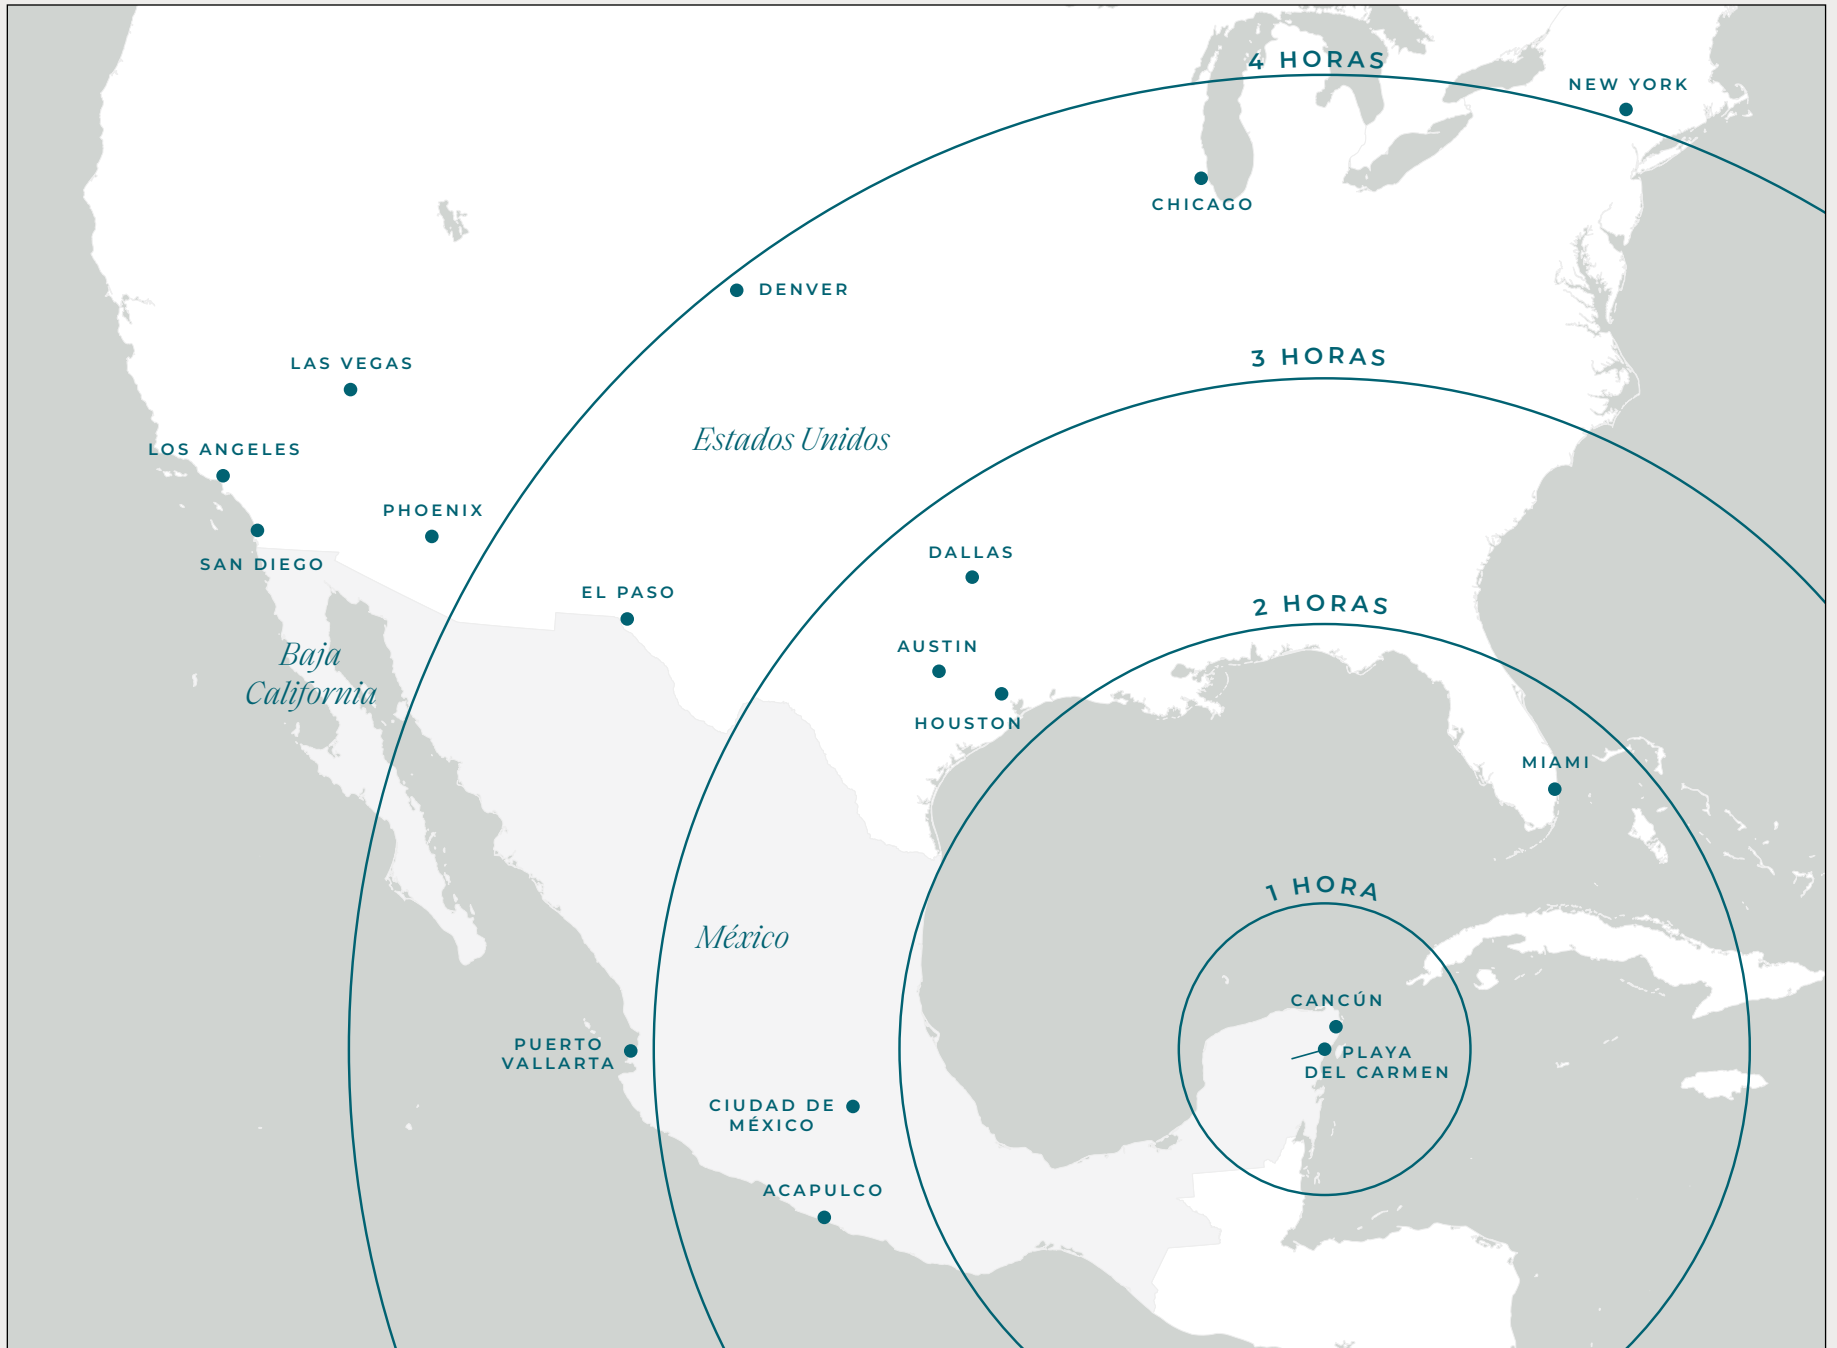 4 HORAS
NEW YORK
CHICAGO
DENVER
LAS VEGAS
3 HORAS
Estados Unidos
LOS ANGELES
PHOENIX
SAN DIEGO
DALLAS
EL PASO
2 HORAS
AUSTIN
Baja
California
HOUSTON
MIAMI
1 HORA
México
CANCÚN
PUERTO
VALLARTA
PLAYA
DEL CARMEN
CIUDAD DE
MÉXICO
ACAPULCO